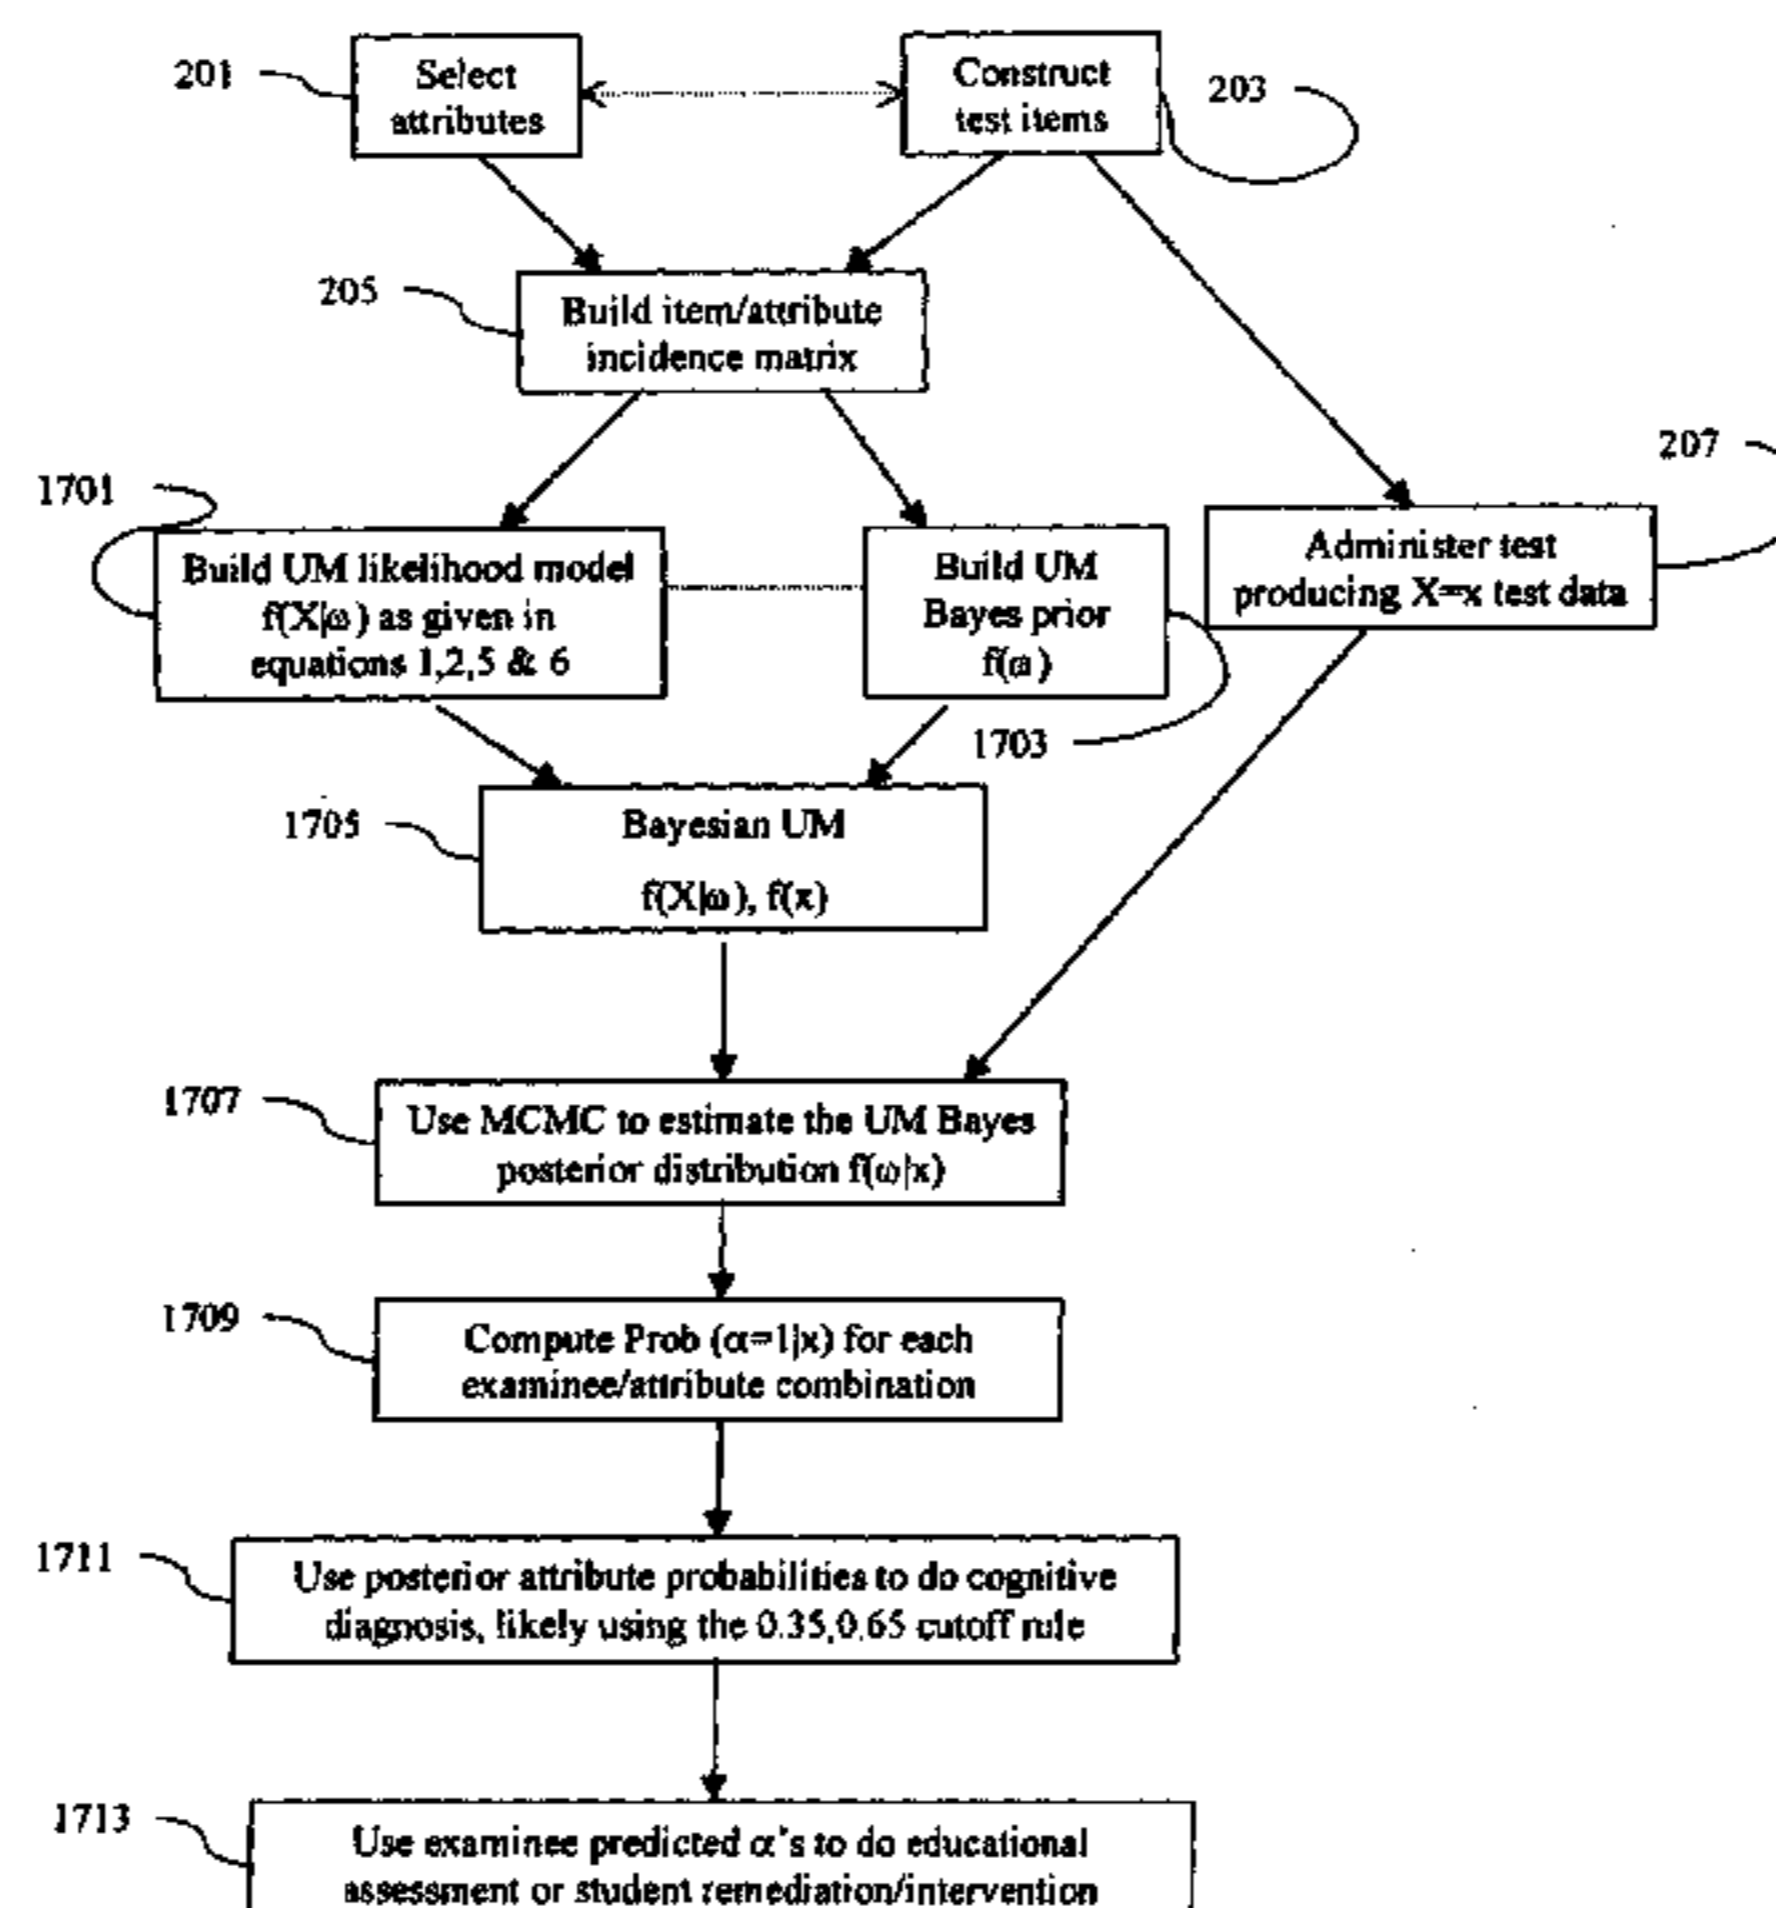 201
Select
attributes
Construct
test items
203
205
Build item/attribute
incidence matrix
207
1701
Build UM likelihood model
f(X|ω) as given in
equations 1,2,5 & 6
Build UM
Bayes prior
f(ω)
Administer test
producing X=x test data
1703
1705
Bayesian UM
f(X|ω), f(x)
1707
Use MCMC to estimate the UM Bayes
posterior distribution f(ω|x)
1709
Compute Prob (α=1|x) for each
examinee/attribute combination
1711
Use posterior attribute probabilities to do cognitive
diagnosis, likely using the 0.35,0.65 cutoff rule
1713
Use examinee predicted α's to do educational
assessment or student remediation/intervention